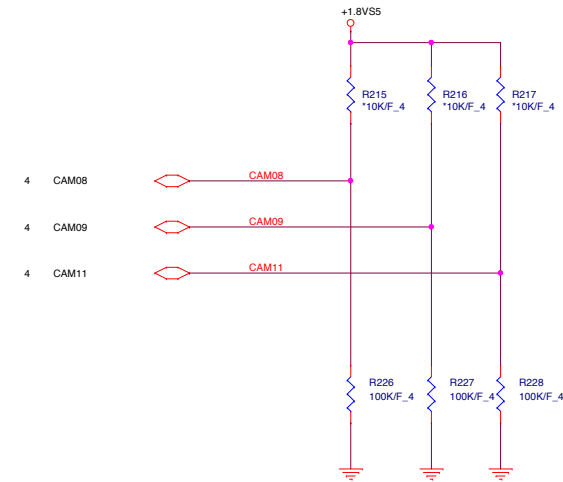 +1.8VS5
R215 R216 R217
*10K/F_4 *10K/F_4 *10K/F_4
4 CAM08 CAM08
4 CAM09 CAM09
4 CAM11 CAM11
R226 R227 R228
100K/F_4 100K/F_4 100K/F_4